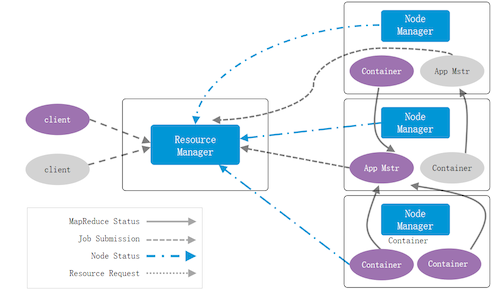 Node
Manager
Container
App Mstr
client
Resource
Manager
Node
Manager
client
App Mstr
Container
MapReduce Status
Job Submission
Node Status
Resource Request
Node
Manager
Container
Container
Container